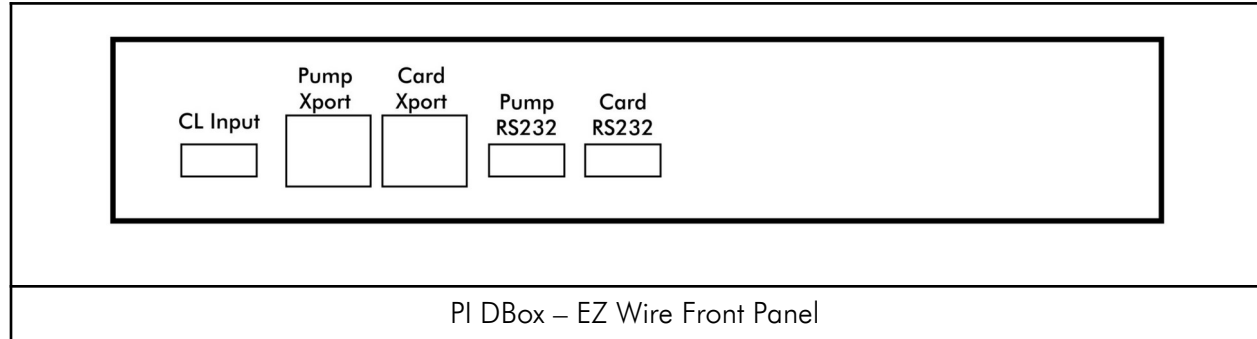 CL Input
Pump
Xport
Card
Xport
Pump
RS232
Card
RS232
PI DBox – EZ Wire Front Panel